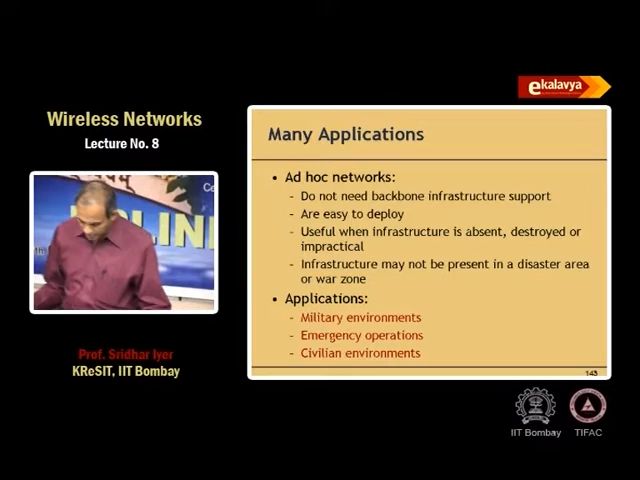 ekalavya
Wireless Networks
Lecture No. 8
Many Applications
• Ad hoc networks:
– Do not need backbone infrastructure support
– Are easy to deploy
– Useful when infrastructure is absent, destroyed or
impractical
– Infrastructure may not be present in a disaster area
or war zone
• Applications:
– Military environments
– Emergency operations
– Civilian environments
143
Prof. Sridhar Iyer
KReSIT, IIT Bombay
IIT Bombay
TIFAC